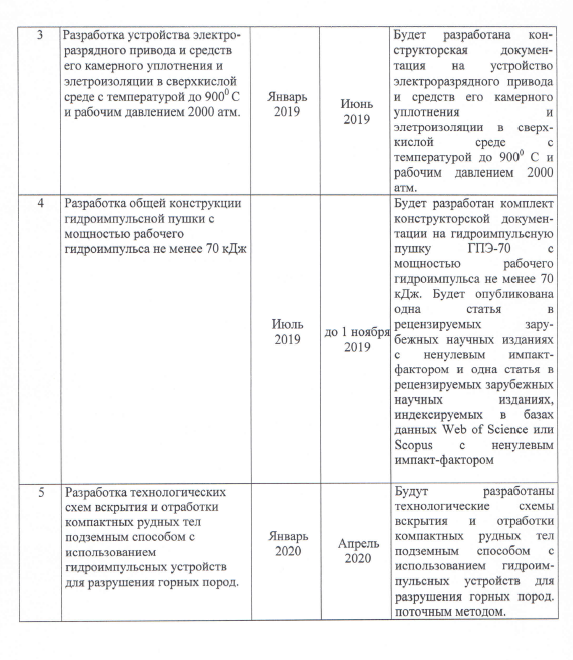 3
Разработка устройства электро-
разрядного привода и средств
его камерного уплотнения и
элетроизоляции в сверхкислой
среде с температурой до 900⁰ С
и рабочим давлением 2000 атм.
Январь
2019
Июнь
2019
Будет разработана кон-
структорская докумен-
тация на устройство
электроразрядного привода
и средств его камерного
уплотнения и
элетроизоляции в сверх-
кислой среде с
температурой до 900⁰ С и
рабочим давлением 2000
атм.
4
Разработка общей конструкции
гидроимпульсной пушки с
мощностью рабочего
гидроимпульса не менее 70 кДж
Июль
2019
до 1 ноября
2019
Будет разработан комплект
конструкторской докумен-
тации на гидроимпульсную
пушку ГПЭ-70 с
мощностью рабочего
гидроимпульса не менее 70
кДж. Будет опубликована
одна статья в
рецензируемых зару-
бежных научных изданиях
с ненулевым импакт-
фактором и одна статья в
рецензируемых зарубежных
научных изданиях,
индексируемых в базах
данных Web of Science или
Scopus с ненулевым
импакт-фактором
5
Разработка технологических
схем вскрытия и отработки
компактных рудных тел
подземным способом с
использованием
гидроимпульсных устройств
для разрушения горных пород.
Январь
2020
Апрель
2020
Будут разработаны
технологические схемы
вскрытия и отработки
компактных рудных тел
подземным способом с
использованием гидроим-
пульсных устройств для
разрушения горных пород.
поточным методом.